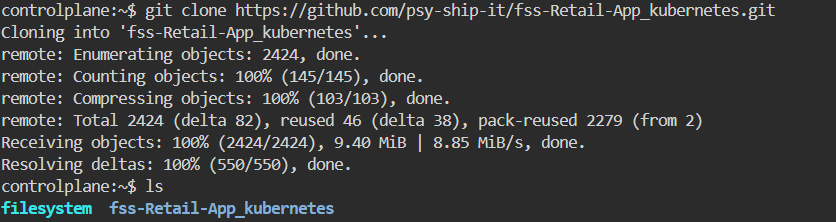 controlplane:~$ git clone https://github.com/psy-ship-it/fss-Retail-App_kubernetes.git
Cloning into 'fss-Retail-App_kubernetes'...
remote: Enumerating objects: 2424, done.
remote: Counting objects: 100% (145/145), done.
remote: Compressing objects: 100% (103/103), done.
remote: Total 2424 (delta 82), reused 46 (delta 38), pack-reused 2279 (from 2)
Receiving objects: 100% (2424/2424), 9.40 MiB | 8.85 MiB/s, done.
Resolving deltas: 100% (550/550), done.
controlplane:~$ ls
filesystem  fss-Retail-App_kubernetes